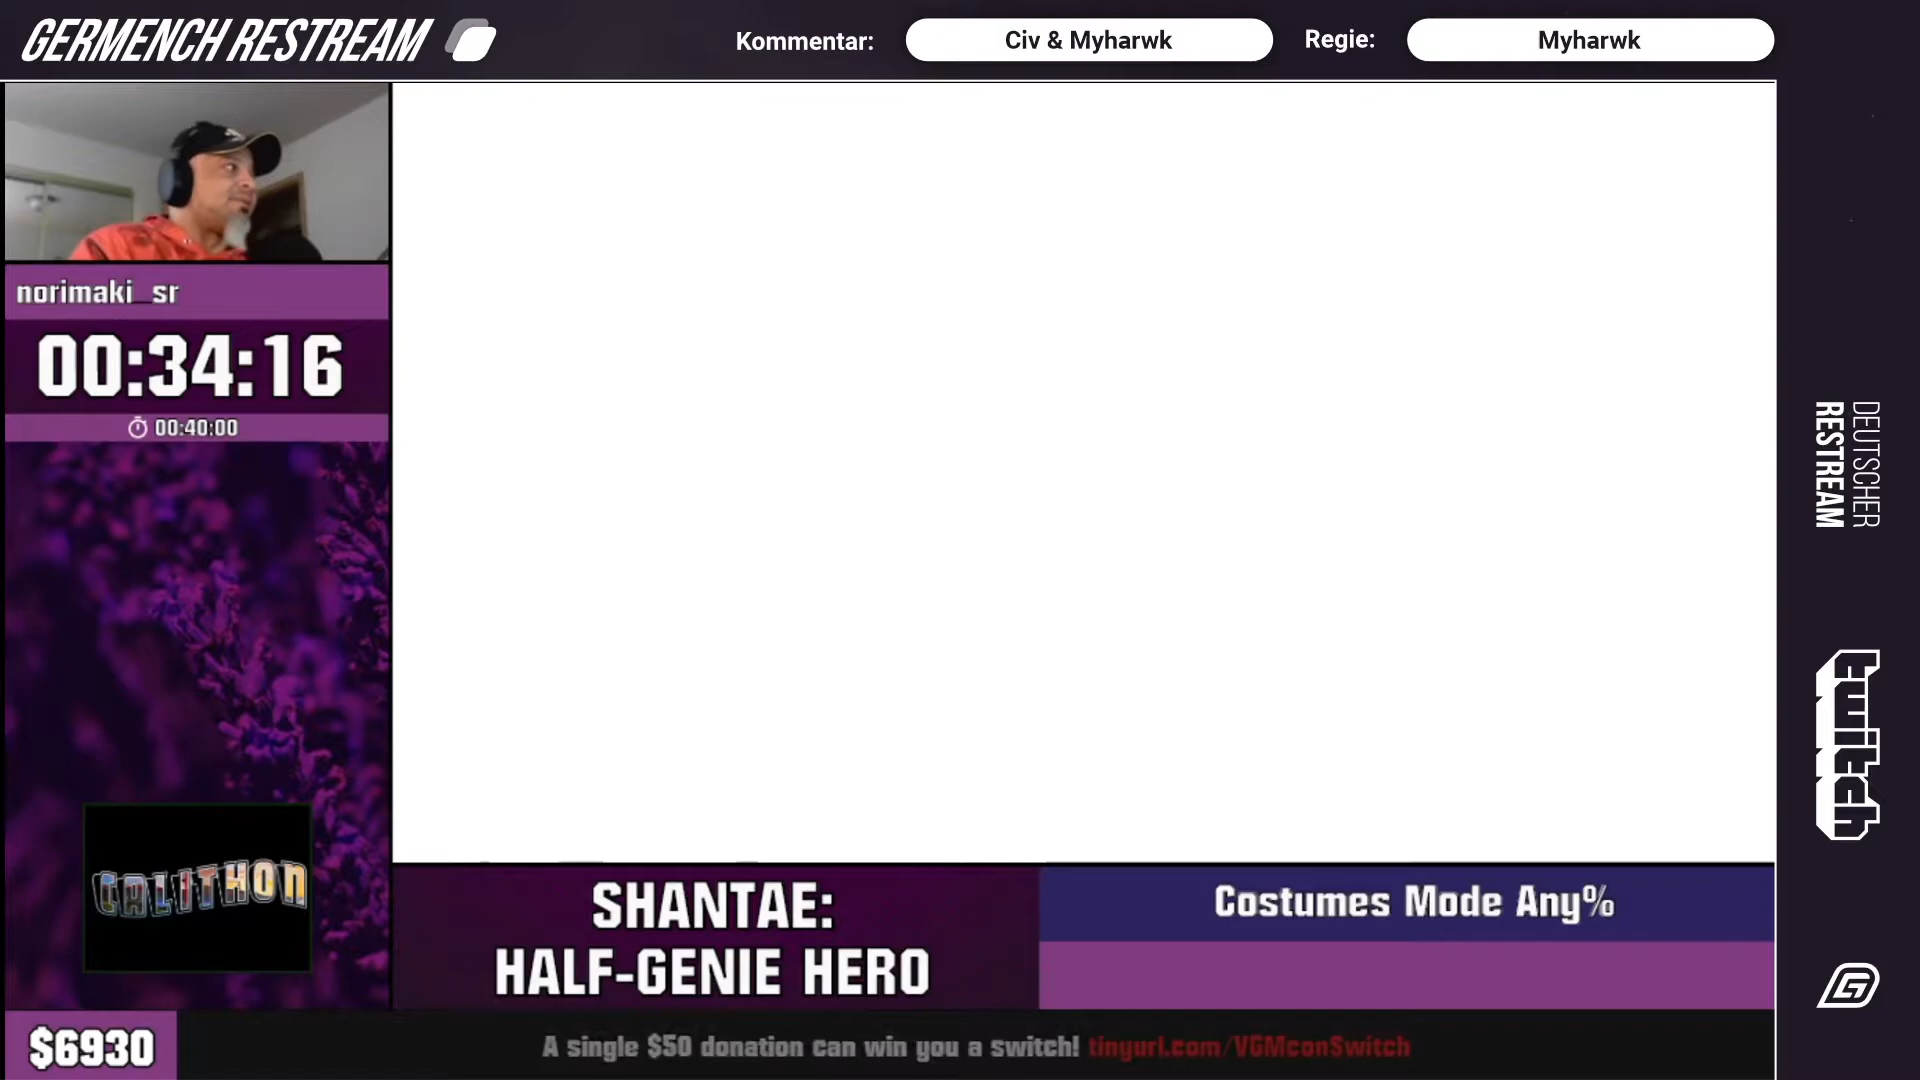 GERMENCH RESTREAM
Kommentar:
Civ & Myharwk
Regie:
Myharwk
norimaki_sr
00:34:16
00:40:00
CALITHON
SHANTAE:
HALF-GENIE HERO
Costumes Mode Any%
$6930
A single $50 donation can win you a switch! tinyurl.com/VGMconSwitch
DEUTSCHER
RESTREAM
twitch
G